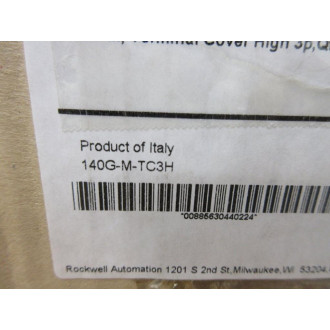 , Terminal Cover High 3p,Q
Product of Italy
140G-M-TC3H
*00885630440224*
Rockwell Automation 1201 S 2nd St,Milwaukee,WI 53204,